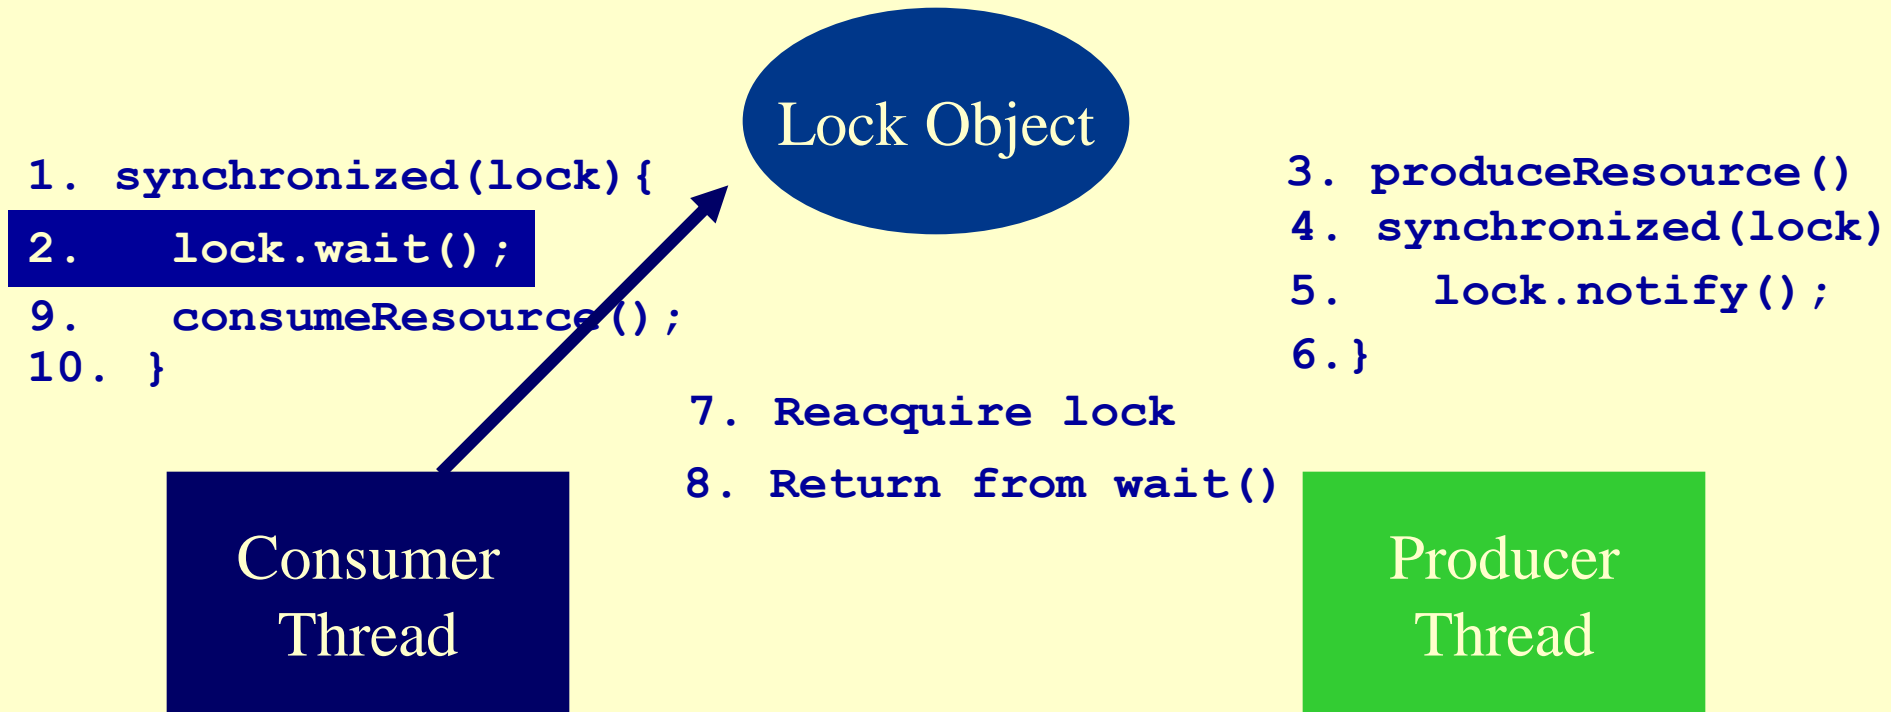 Lock Object
1. synchronized(lock){
2.   lock.wait();
9.   consumeResource();
10. }
3. produceResource()
4. synchronized(lock)
5.   lock.notify();
6.}
7. Reacquire lock
8. Return from wait()
Consumer
Thread
Producer
Thread